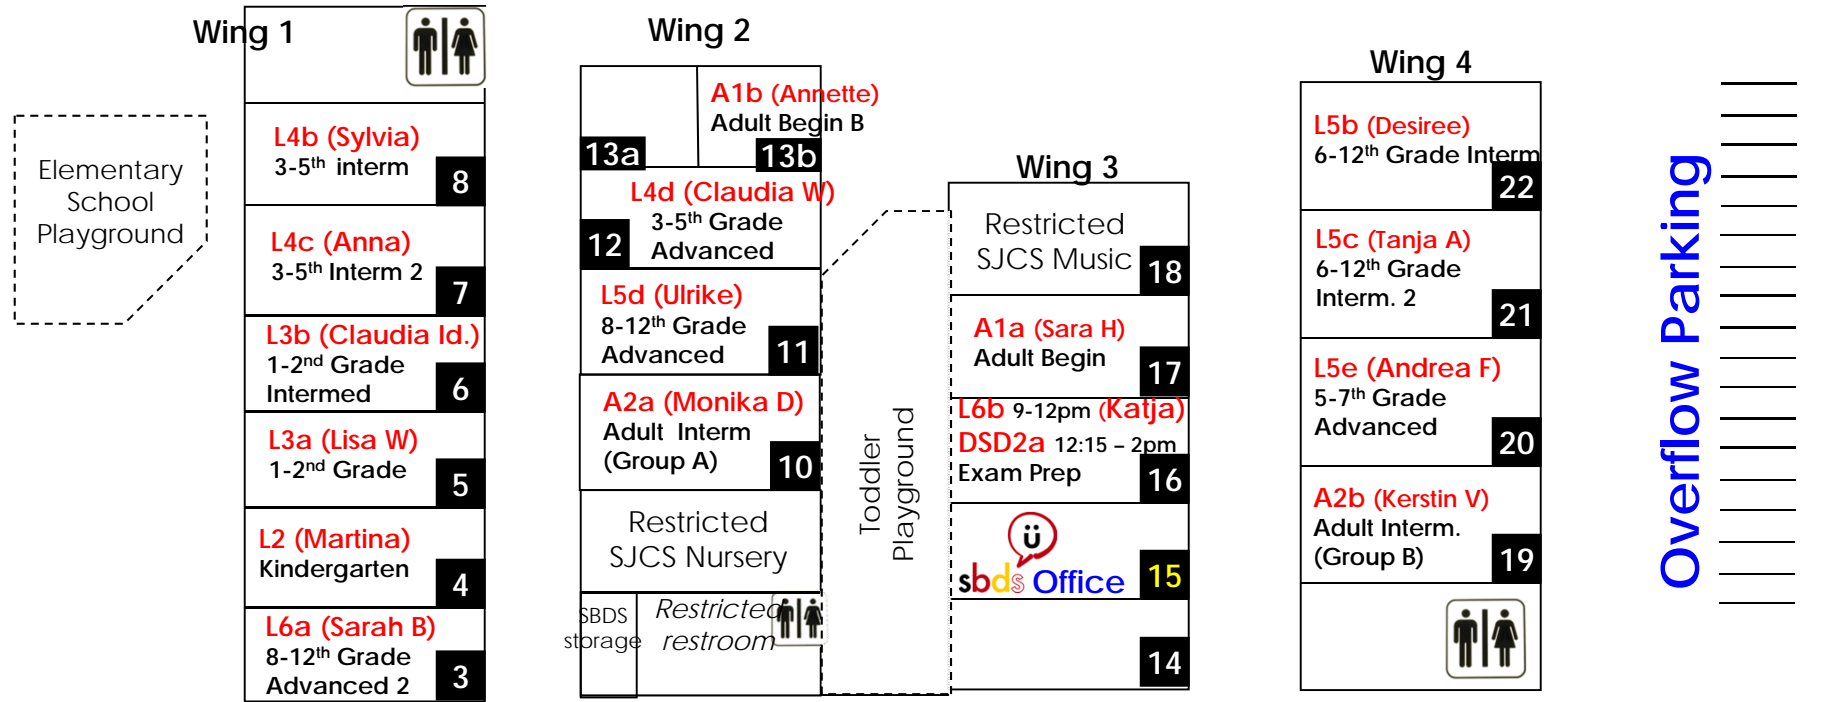 Wing 1
Elementary
School
Playground
L4b (Sylvia)
3-5th interm
8
L4c (Anna)
3-5th Interm 2
7
L3b (Claudia Id.)
1-2nd Grade
Intermed
6
L3a (Lisa W)
1-2nd Grade
5
L2 (Martina)
Kindergarten
4
L6a (Sarah B)
8-12th Grade
Advanced 2
3
Wing 2
13a
A1b (Annette)
Adult Begin B
13b
L4d (Claudia W)
3-5th Grade
Advanced
12
L5d (Ulrike)
8-12th Grade
Advanced
11
A2a (Monika D)
Adult Interm
(Group A)
10
Restricted
SJCS Nursery
SBDS
storage
Restricted
restroom
Toddler
Playground
Wing 3
Restricted
SJCS Music
18
A1a (Sara H)
Adult Begin
17
L6b 9-12pm (Katja)
DSD2a 12:15 – 2pm
Exam Prep
16
ü
sbds Office
15
14
Wing 4
L5b (Desiree)
6-12th Grade Interm
22
L5c (Tanja A)
6-12th Grade
Interm. 2
21
L5e (Andrea F)
5-7th Grade
Advanced
20
A2b (Kerstin V)
Adult Interm.
(Group B)
19
Overflow Parking